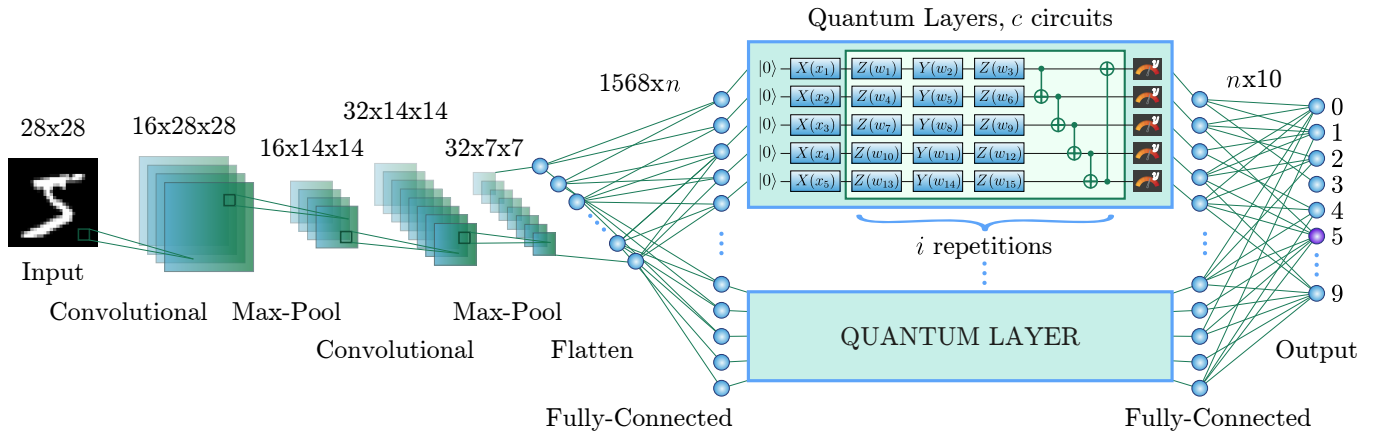 Quantum Layers, c circuits
28x28
16x28x28
16x14x14
32x14x14
32x7x7
1568xn
nx10
|0⟩ X(x₁) Z(w₁) Y(w₂) Z(w₃)
|0⟩ X(x₂) Z(w₄) Y(w₅) Z(w₆)
|0⟩ X(x₃) Z(w₇) Y(w₈) Z(w₉)
|0⟩ X(x₄) Z(w₁₀) Y(w₁₁) Z(w₁₂)
|0⟩ X(x₅) Z(w₁₃) Y(w₁₄) Z(w₁₅)
i repetitions
QUANTUM LAYER
0
1
2
3
4
5
9
Input
Convolutional
Max-Pool
Convolutional
Max-Pool
Flatten
Fully-Connected
Fully-Connected
Output